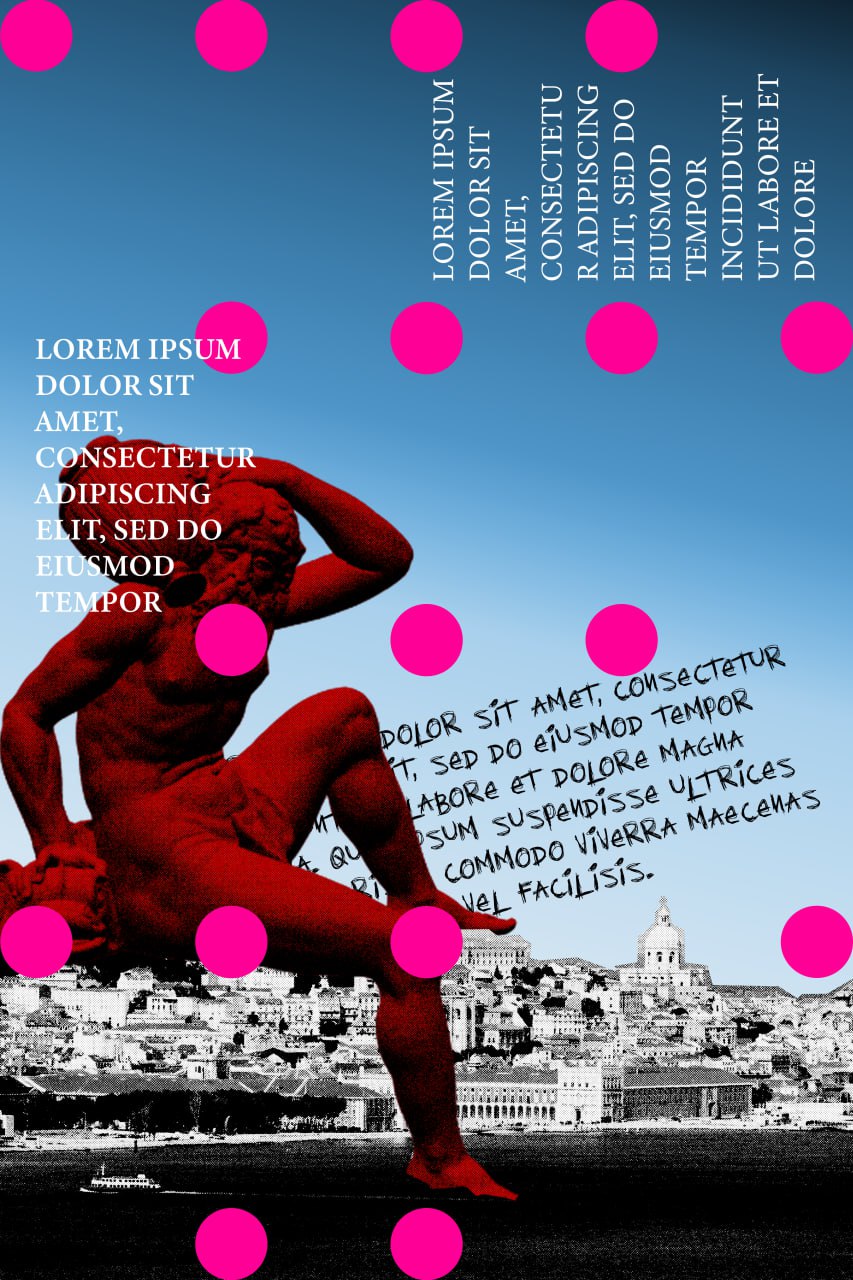 LOREM IPSUM
DOLOR SIT
AMET,
CONSECTETU
RADIPISCING
ELIT, SED DO
EIUSMOD
TEMPOR
INCIDIDUNT
UT LABORE ET
DOLORE
LOREM IPSUM
DOLOR SIT
AMET,
CONSECTETUR
ADIPISCING
ELIT, SED DO
EIUSMOD
TEMPOR
DOLOR SIT AMET, CONSECTETUR
SED DO EIUSMOD TEMPOR
LABORE ET DOLORE MAGNA
SUSPENDISSE ULTRICES
COMMODO VIVERRA MAECENAS
VEL FACILISIS.